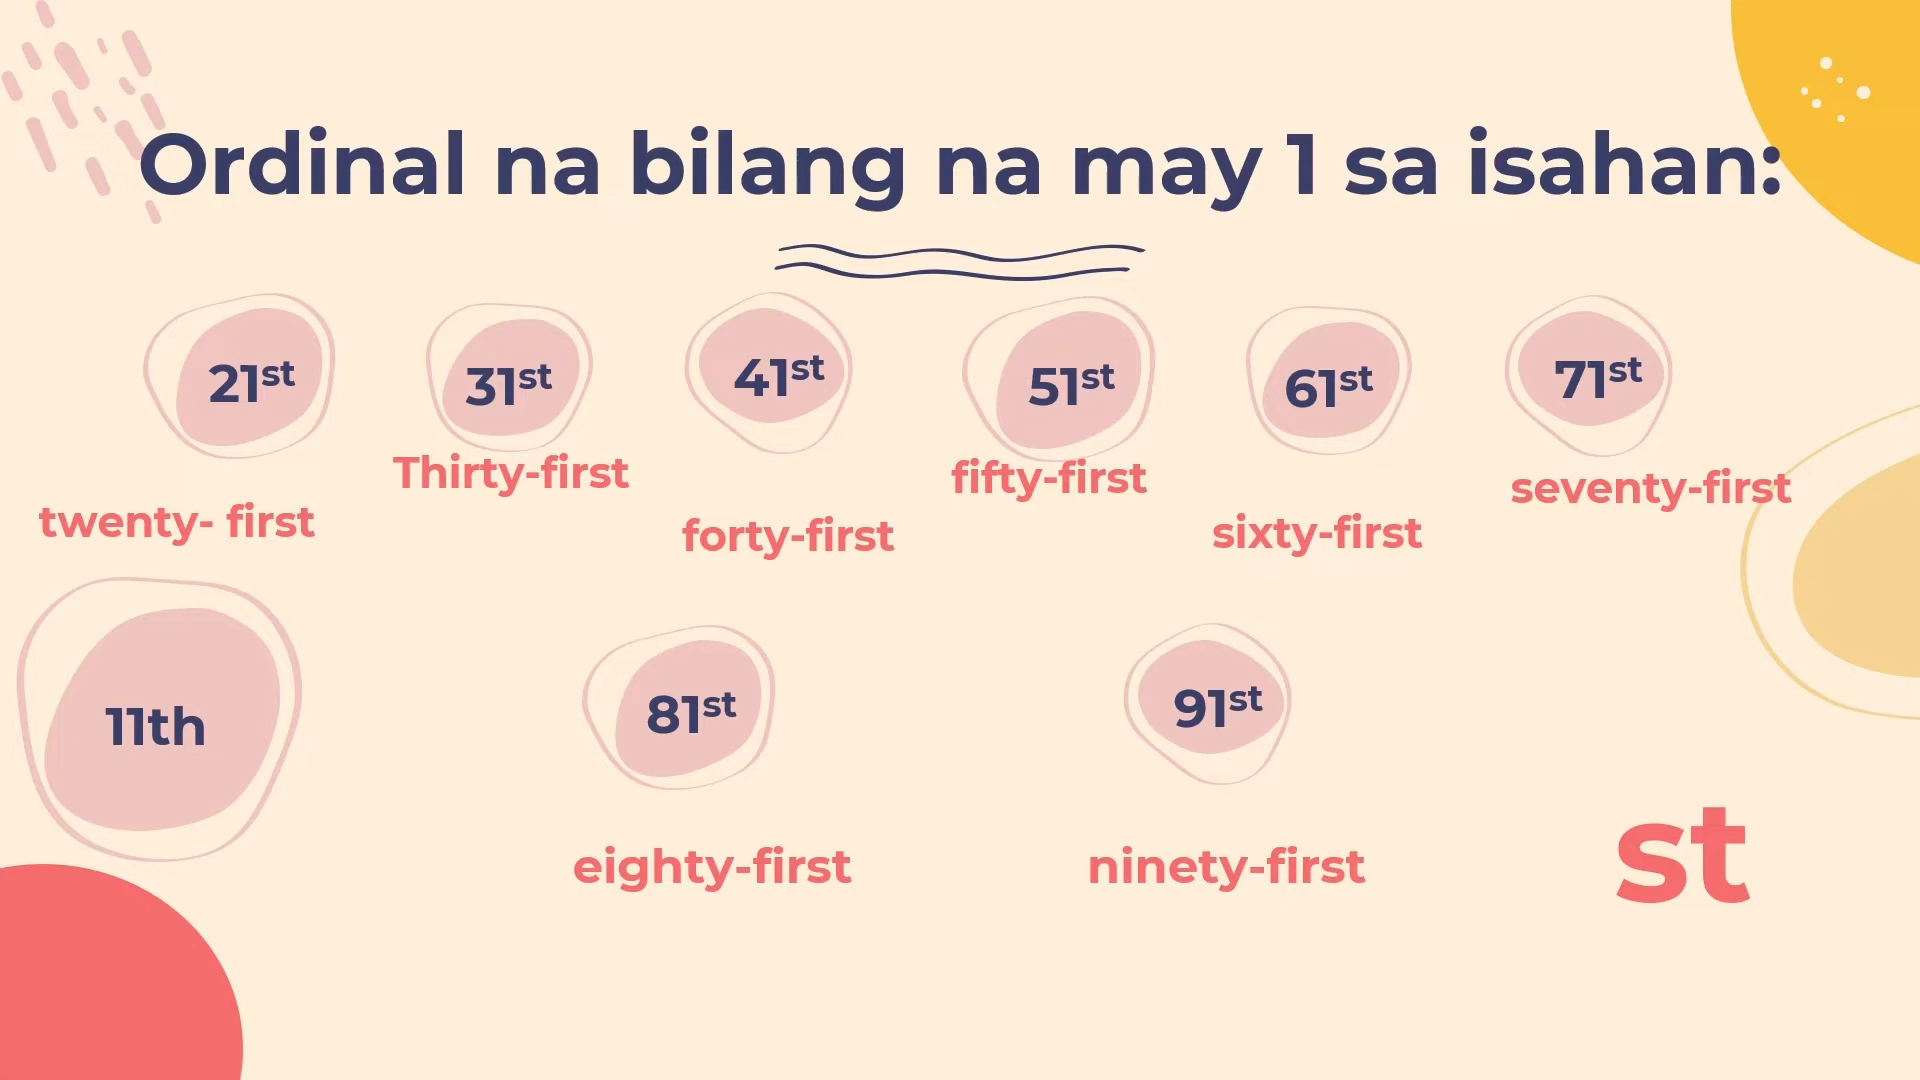 Ordinal na bilang na may 1 sa isahan:
21st 31st 41st 51st 61st 71st
twenty- first Thirty-first forty-first fifty-first sixty-first seventy-first
11th 81st 91st
eighty-first ninety-first st